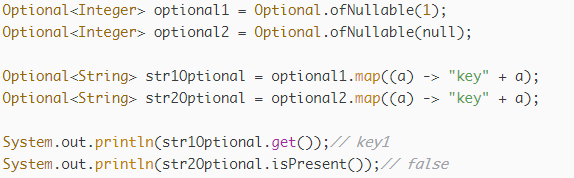 Optional<Integer> optional1 = Optional.ofNullable(1);
Optional<Integer> optional2 = Optional.ofNullable(null);
Optional<String> str1Optional = optional1.map((a) -> "key" + a);
Optional<String> str2Optional = optional2.map((a) -> "key" + a);
System.out.println(str1Optional.get());// key1
System.out.println(str2Optional.isPresent());// false